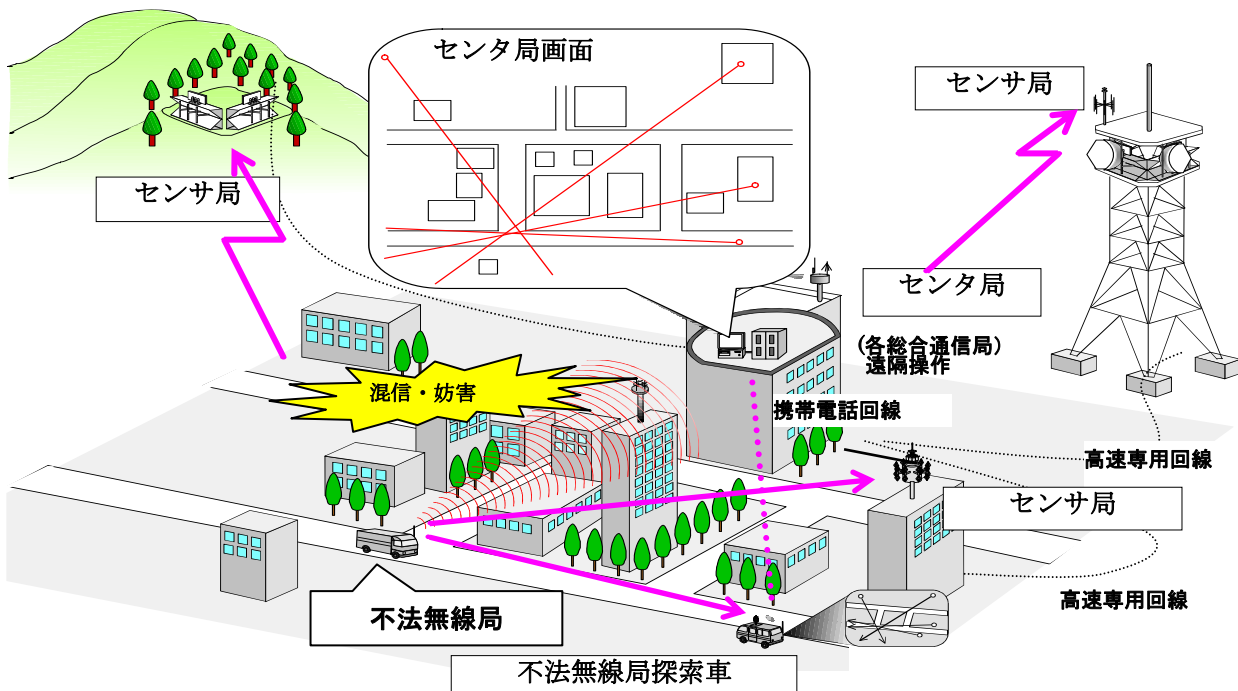 センタ局画面
センサ局
センサ局
センタ局
(各総合通信局)
遠隔操作
混信・妨害
携帯電話回線
高速専用回線
センサ局
高速専用回線
不法無線局
不法無線局探索車